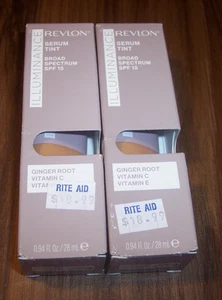 REVLON
ILLUMINANCE
SERUM
TINT
BROAD
SPECTRUM
SPF 15
GINGER ROOT
VITAMIN C
RITE AID
0.94 fl.Oz / 28 mL e
REVLON
ILLUMINANCE
SERUM
TINT
BROAD
SPECTRUM
SPF 15
GINGER ROOT
VITAMIN C
VITAMIN E
RITE AID
0.94 fl.Oz / 28 mL e